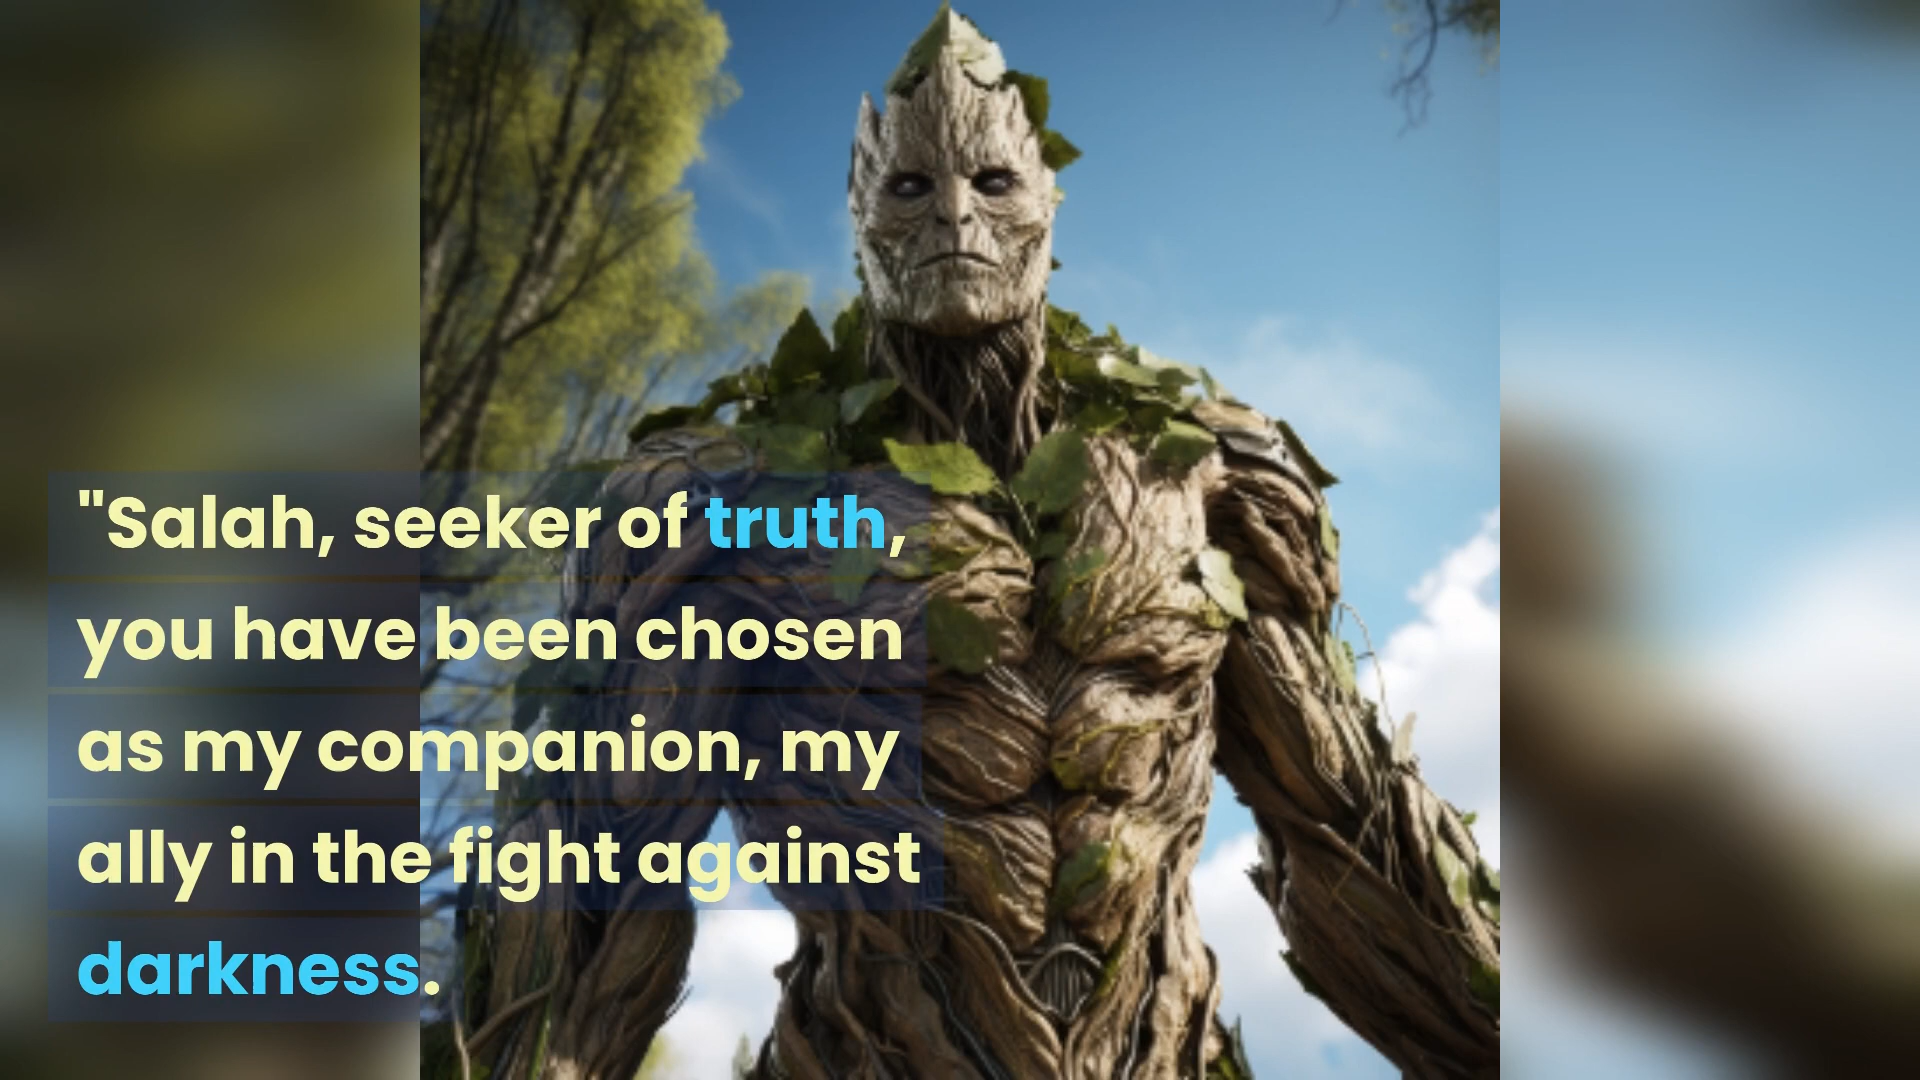 "Salah, seeker of truth,
you have been chosen
as my companion, my
ally in the fight against
darkness.